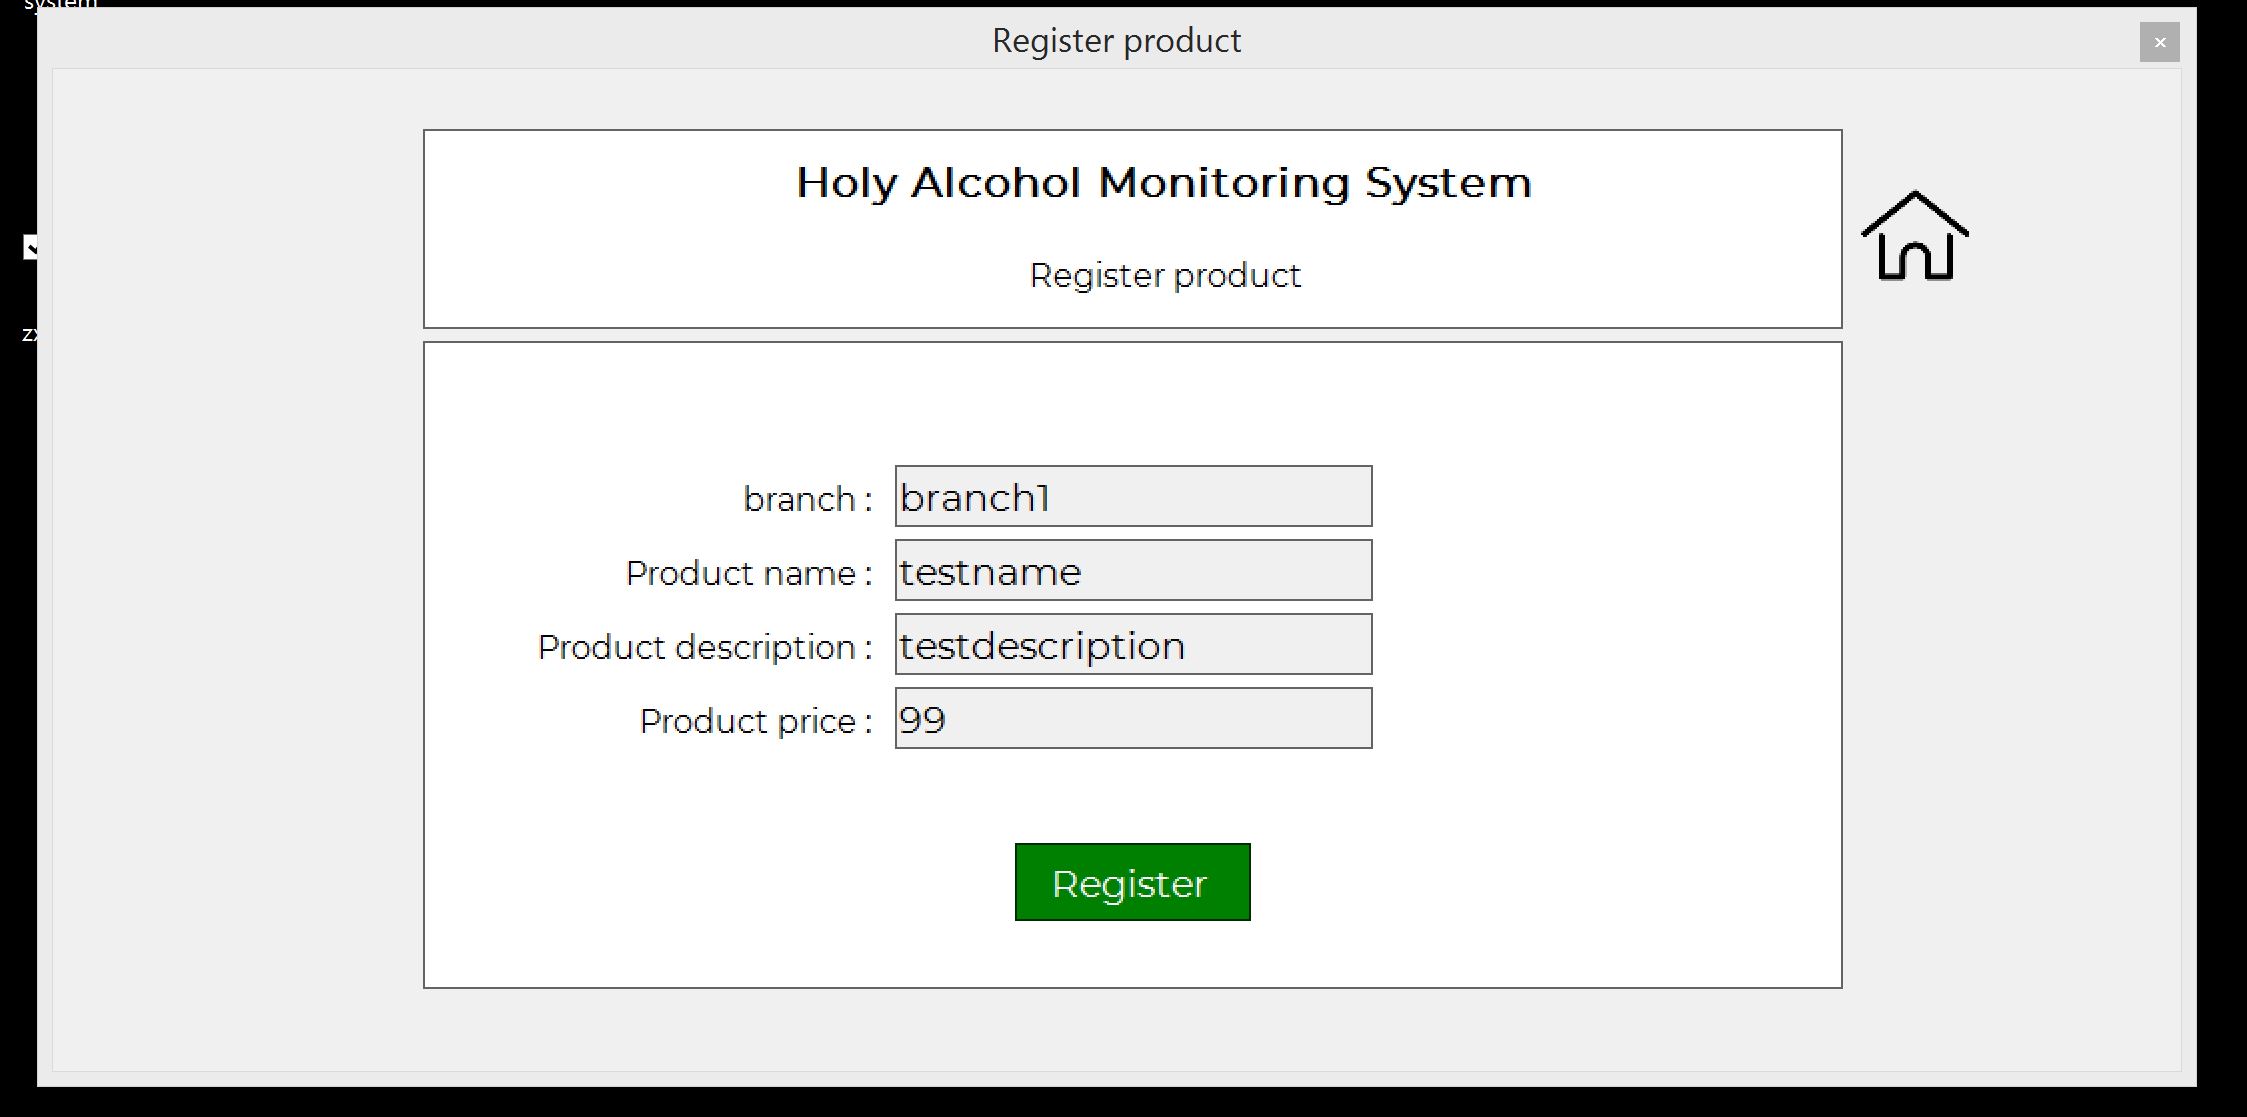 system
Register product
x
Holy Alcohol Monitoring System
Register product
branch : branch1
Product name : testname
Product description : testdescription
Product price : 99
Register